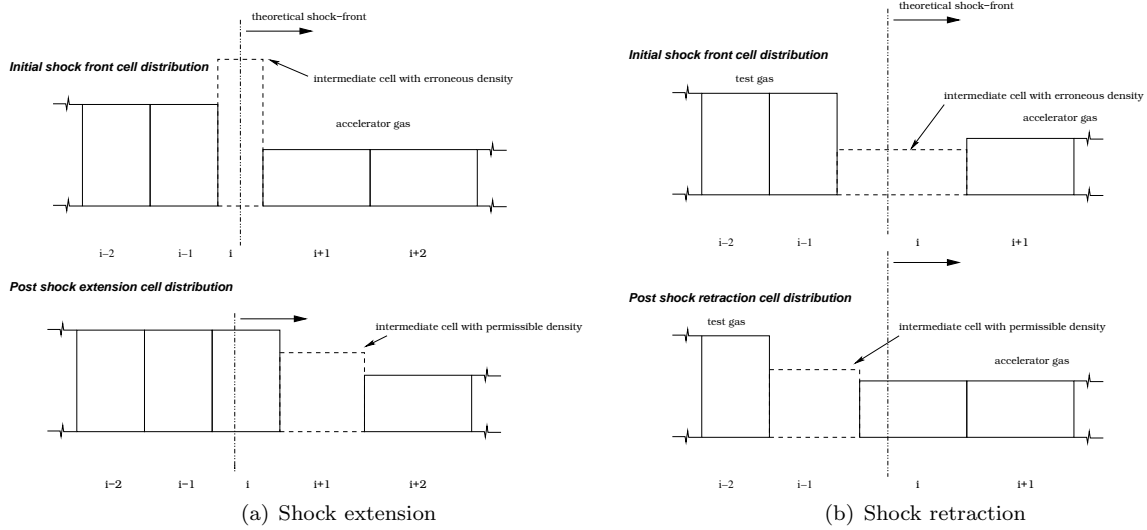 theoretical shock–front
Initial shock front cell distribution
intermediate cell with erroneous density
accelerator gas
i–2 i–1 i i+1 i+2
Post shock extension cell distribution
intermediate cell with permissible density
i−2 i−1 i i+1 i+2
(a) Shock extension
theoretical shock–front
Initial shock front cell distribution
test gas
intermediate cell with erroneous density
accelerator gas
i–2 i–1 i i+1
Post shock retraction cell distribution
test gas
intermediate cell with permissible density
accelerator gas
i–2 i–1 i i+1
(b) Shock retraction